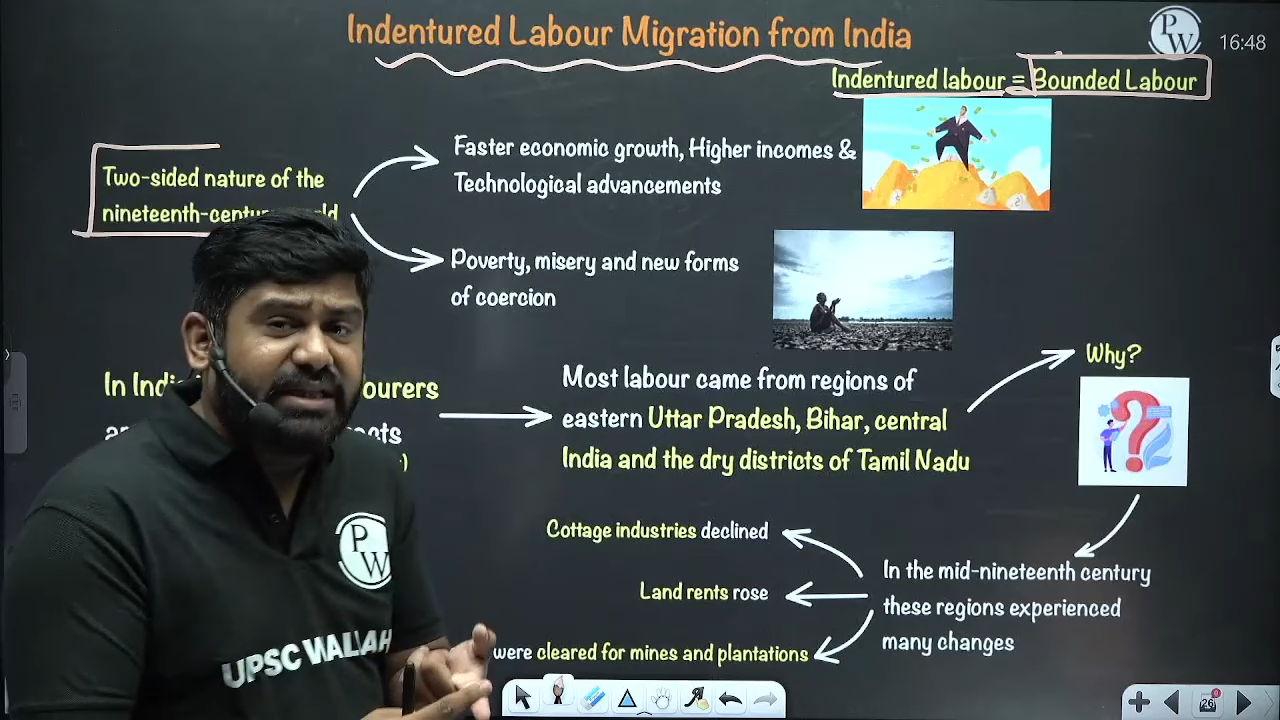 Indentured Labour Migration from India
PW
16:48
Indentured labour = Bounded Labour
Two-sided nature of the
nineteenth-century
Faster economic growth, Higher incomes &
Technological advancements
Poverty, misery and new forms
of coercion
In
Most labour came from regions of
eastern Uttar Pradesh, Bihar, central
India and the dry districts of Tamil Nadu
Why?
Cottage industries declined
Land rents rose
were cleared for mines and plantations
In the mid-nineteenth century
these regions experienced
many changes
PW
UPSC WALLAH
26